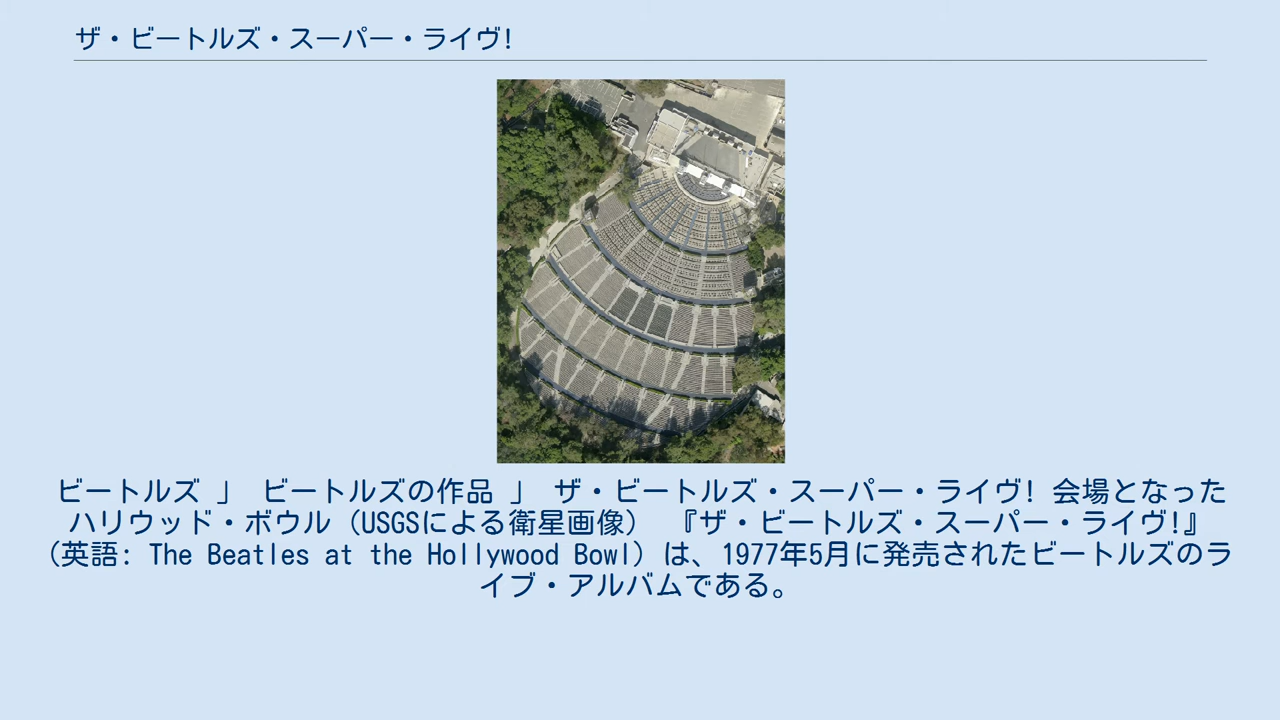 ザ・ビートルズ・スーパー・ライヴ!
ビートルズ 」 ビートルズの作品 」 ザ・ビートルズ・スーパー・ライヴ! 会場となった
ハリウッド・ボウル（USGSによる衛星画像） 『ザ・ビートルズ・スーパー・ライヴ!』
（英語: The Beatles at the Hollywood Bowl）は、1977年5月に発売されたビートルズのラ
イブ・アルバムである。